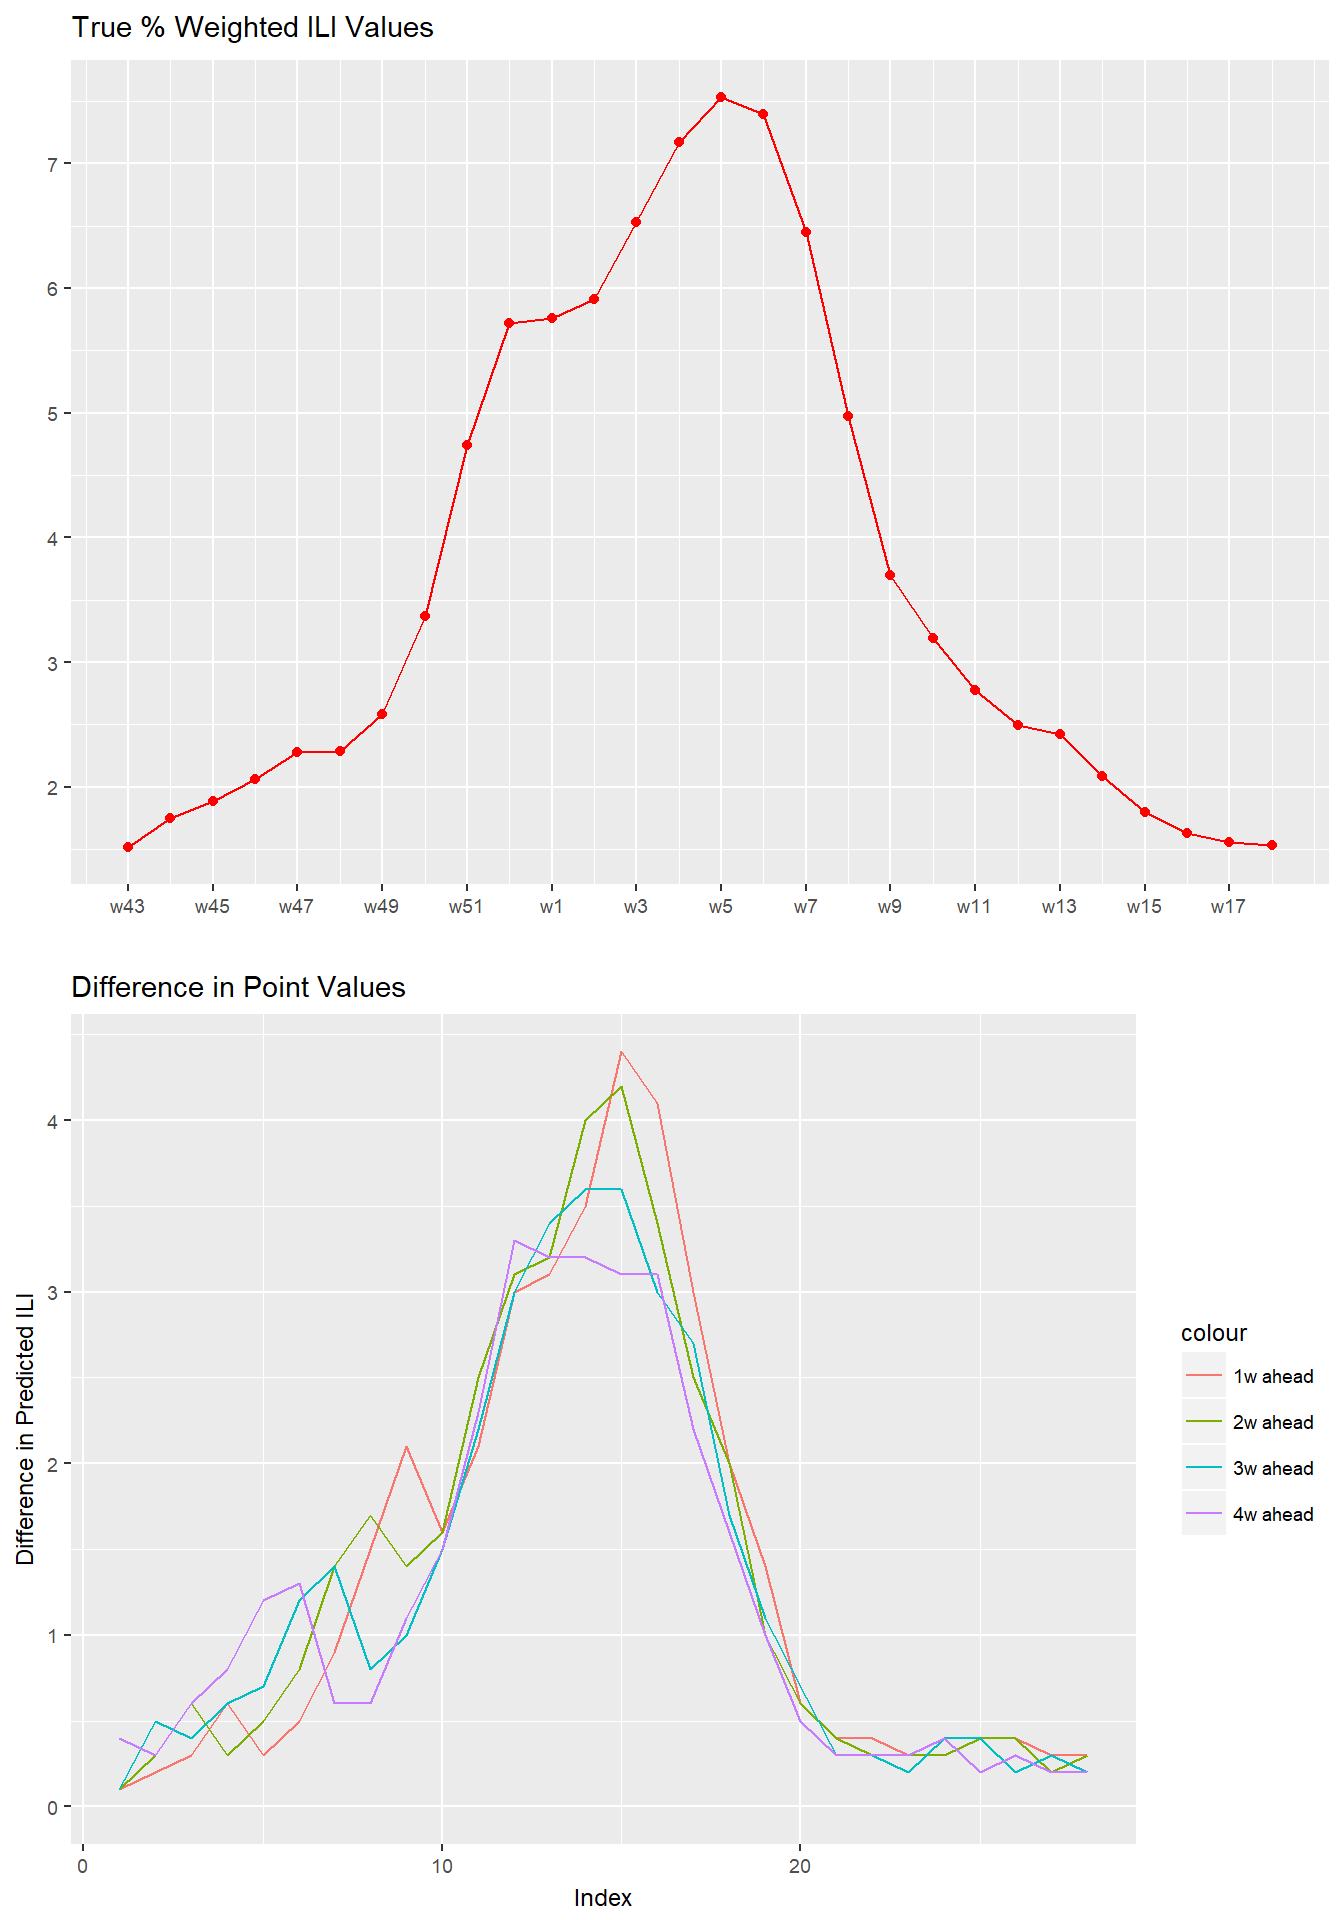 True % Weighted ILI Values
7
6
5
4
3
2
w43 w45 w47 w49 w51 w1 w3 w5 w7 w9 w11 w13 w15 w17
Difference in Point Values
4
3
2
1
0
Difference in Predicted ILI
0 10 20
Index
colour
1w ahead
2w ahead
3w ahead
4w ahead